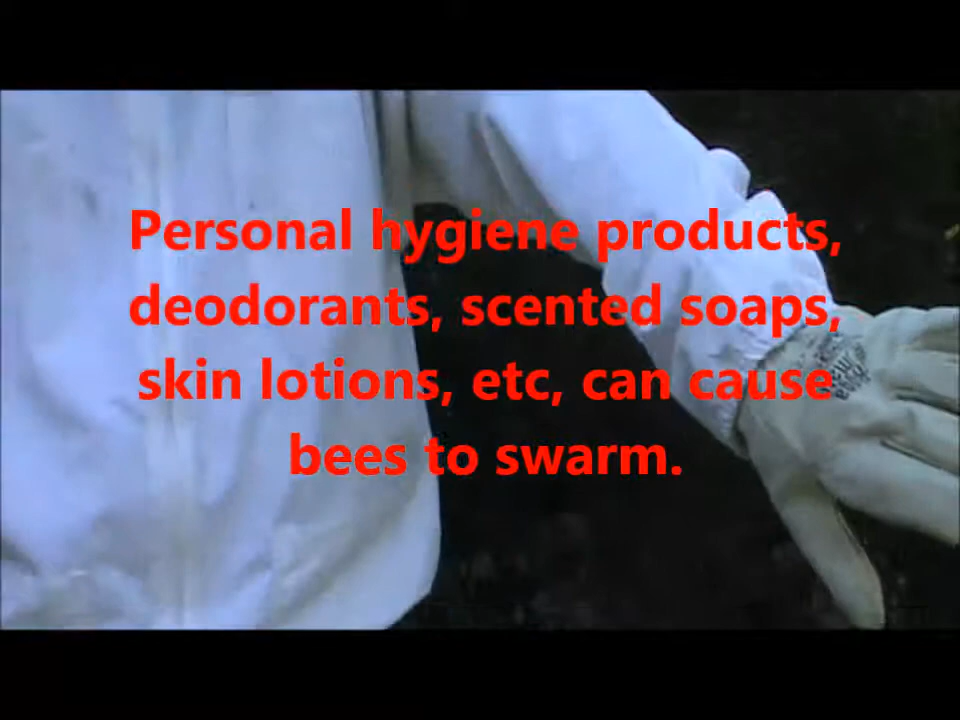 Personal hygiene products,
deodorants, scented soaps,
skin lotions, etc, can cause
bees to swarm.